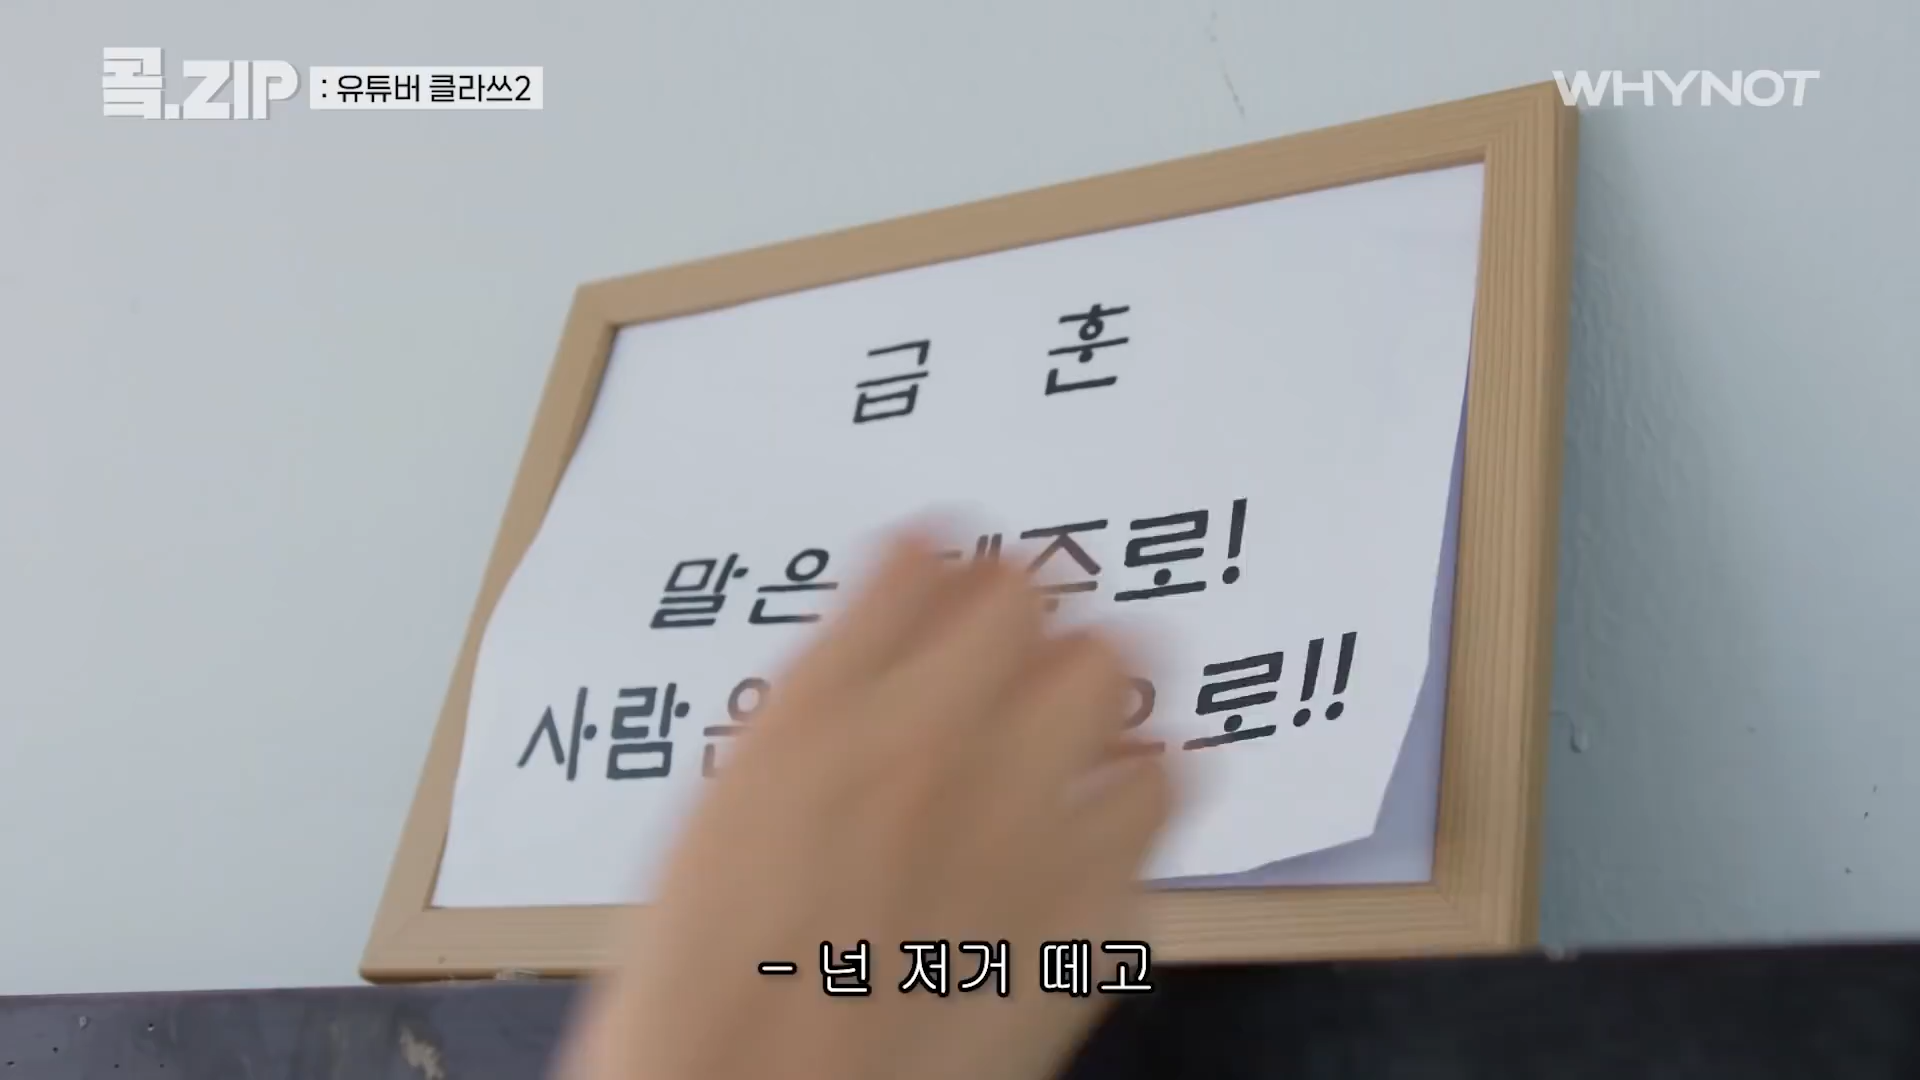 콕.ZIP : 유튜버 클라쓰2
WHYNOT
급 훈
말은 제주로!
사람은 로!!
- 넌 저거 떼고